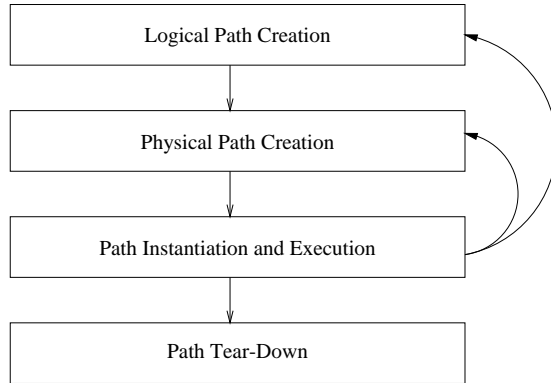 Logical Path Creation
Physical Path Creation
Path Instantiation and Execution
Path Tear-Down